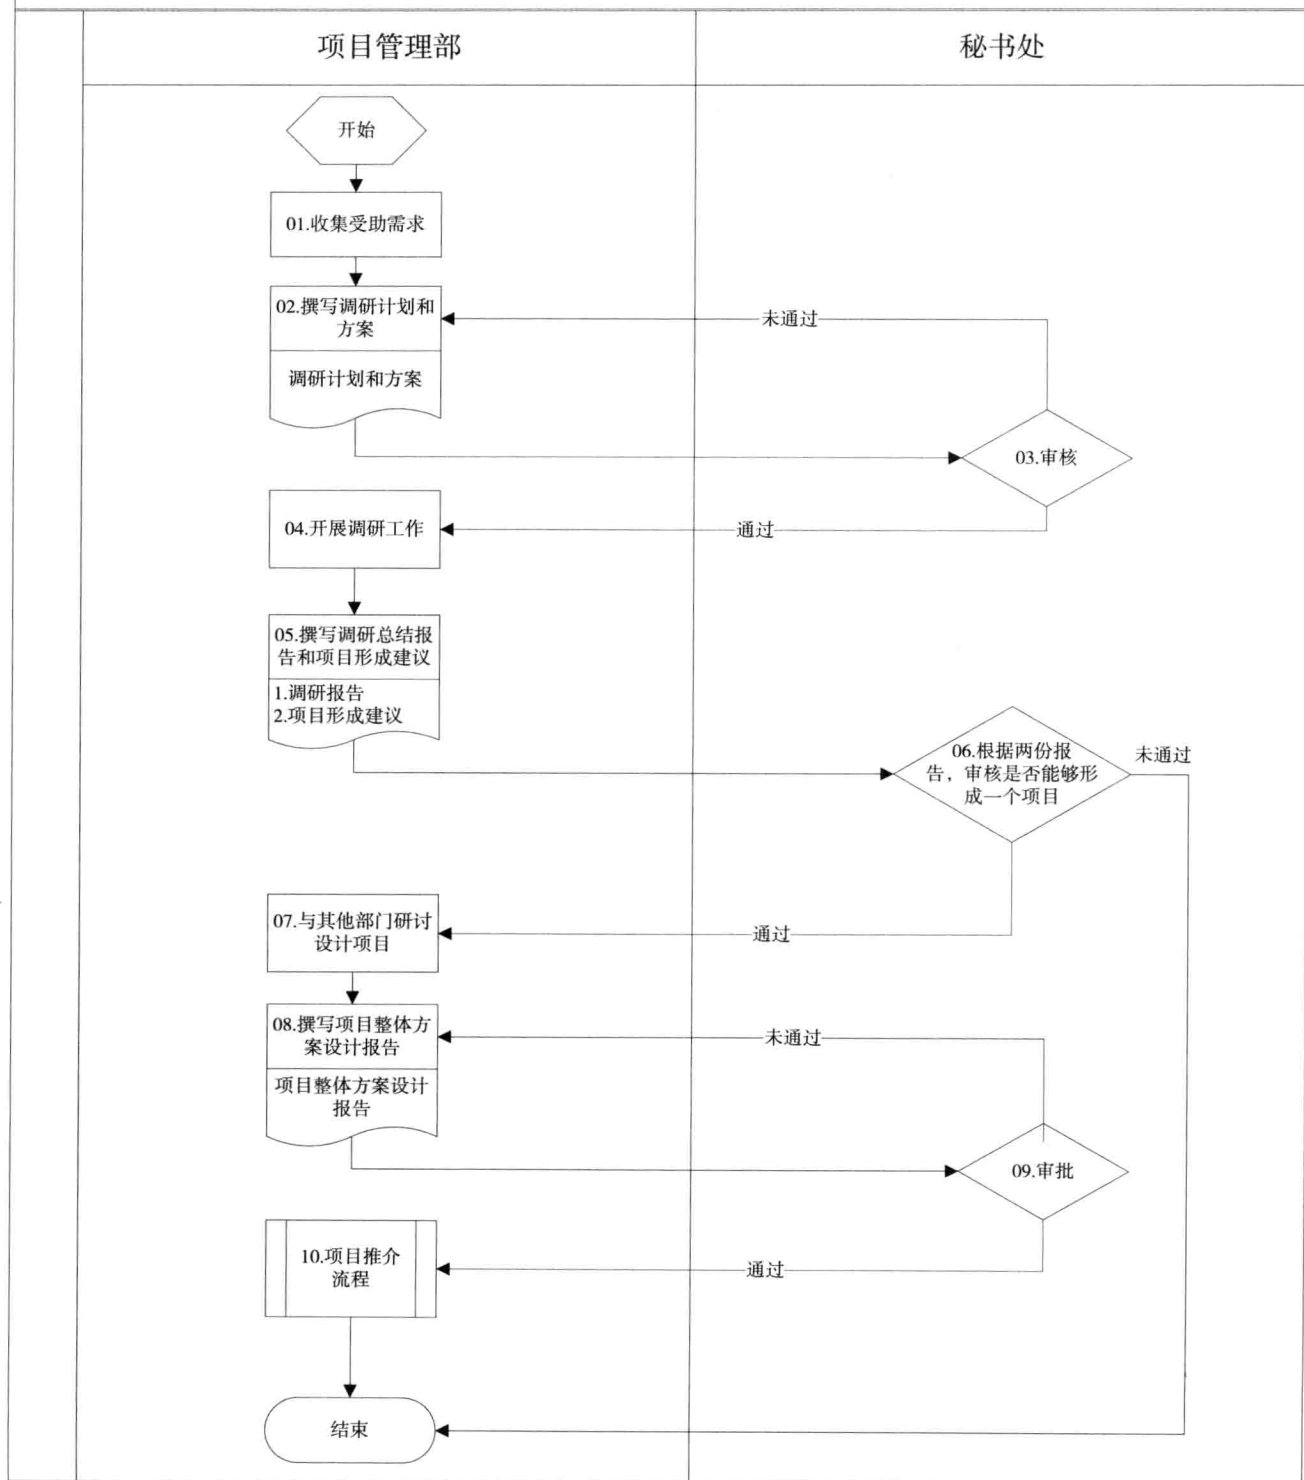 项目管理部
秘书处
开始
01.收集受助需求
02.撰写调研计划和
方案
未通过
调研计划和方案
03.审核
04.开展调研工作
通过
05.撰写调研总结报
告和项目形成建议
1.调研报告
2.项目形成建议
06.根据两份报
告，审核是否能够形
成一个项目
未通过
07.与其他部门研讨
设计项目
通过
08.撰写项目整体方
案设计报告
未通过
项目整体方案设计
报告
09.审批
10.项目推介
流程
通过
结束